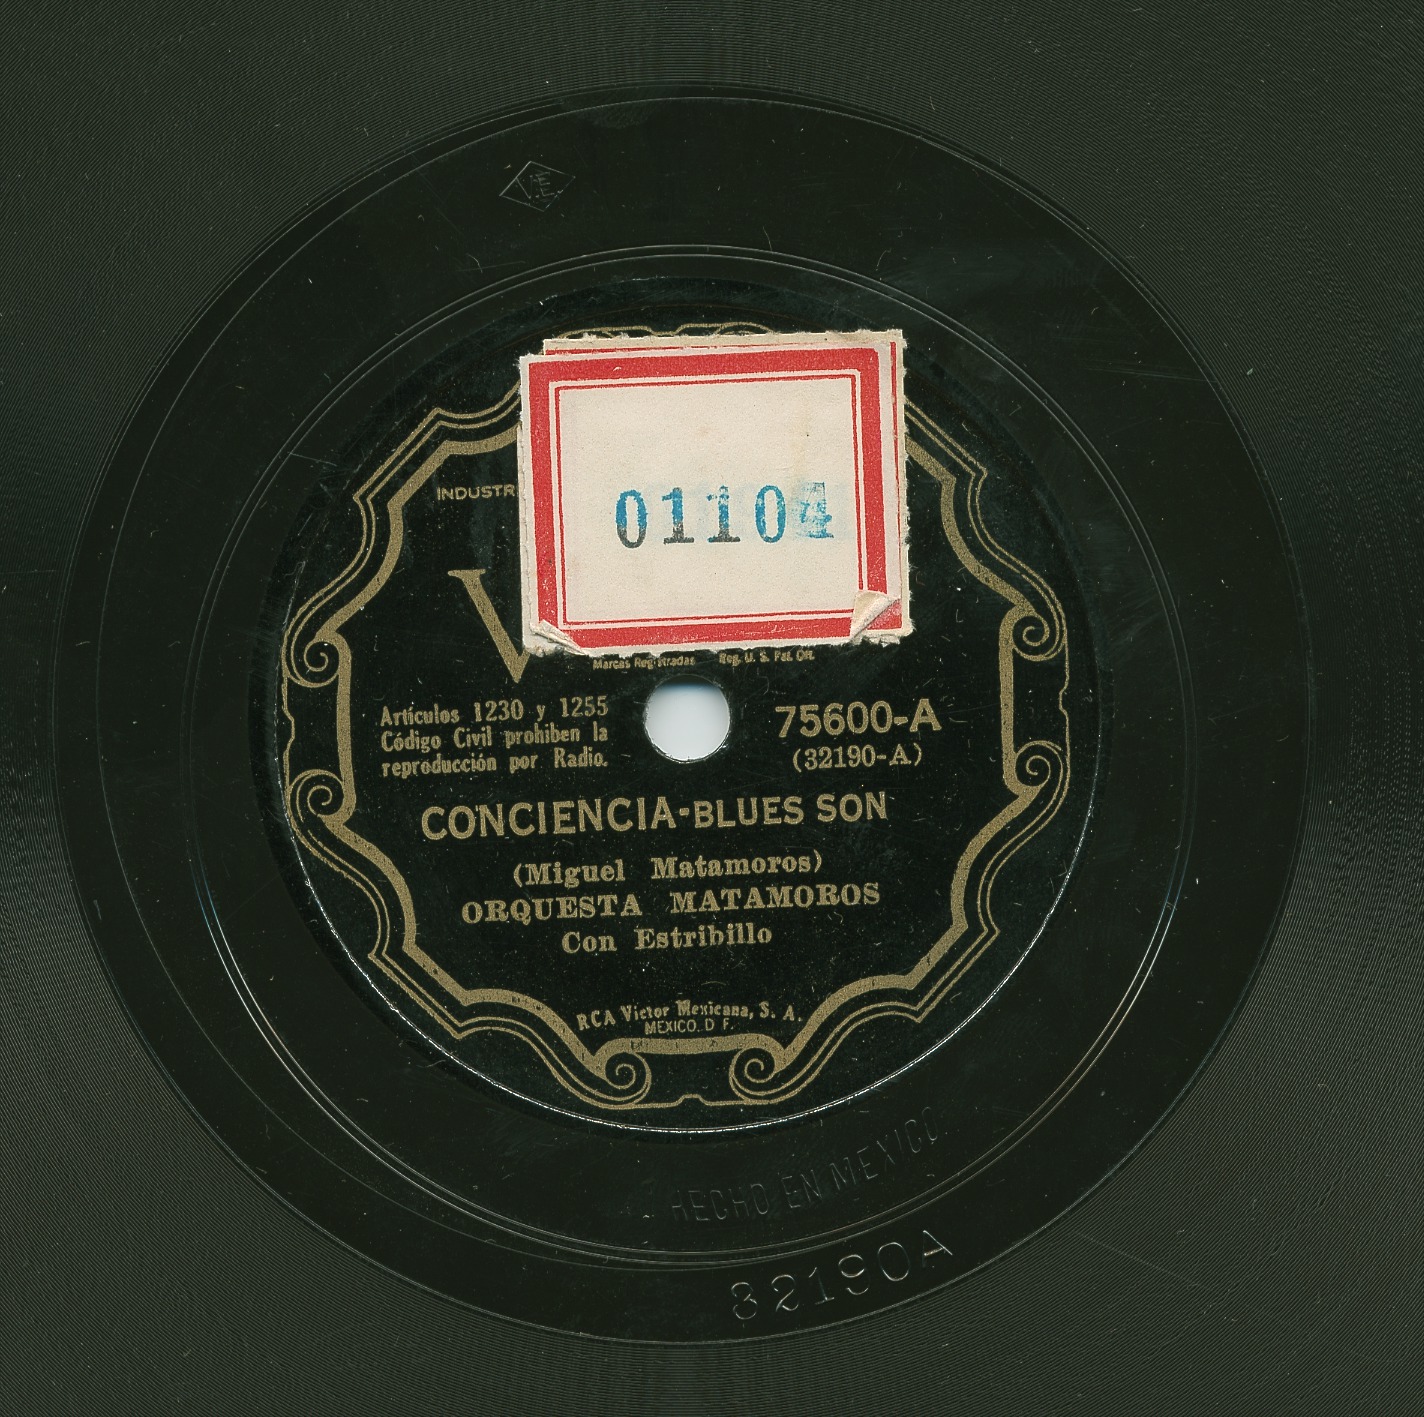 V.E.
INDUSTR
01104
V
Marcas Registradas Reg. U. S. Pat. Off.
Artículos 1230 y 1255
Código Civil prohiben la
reproducción por Radio.
75600-A
(32190-A)
CONCIENCIA-BLUES SON
(Miguel Matamoros)
ORQUESTA MATAMOROS
Con Estribillo
RCA Victor Mexicana, S. A.
MEXICO. D F.
HECHO EN MEXICO
32190A